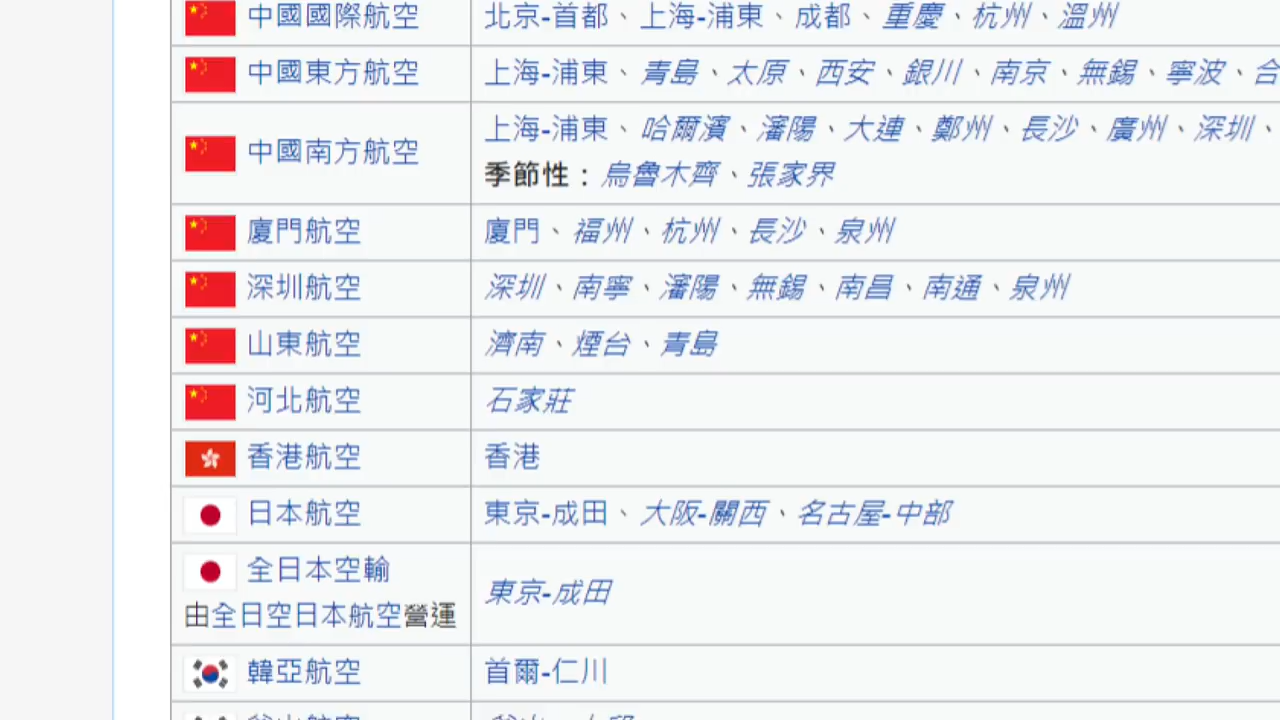 中國國際航空 北京-首都、上海-浦東、成都、重慶、杭州、溫州
中國東方航空 上海-浦東、青島、太原、西安、銀川、南京、無錫、寧波、合
中國南方航空 上海-浦東、哈爾濱、瀋陽、大連、鄭州、長沙、廣州、深圳、
季節性：烏魯木齊、張家界
廈門航空 廈門、福州、杭州、長沙、泉州
深圳航空 深圳、南寧、瀋陽、無錫、南昌、南通、泉州
山東航空 濟南、煙台、青島
河北航空 石家莊
香港航空 香港
日本航空 東京-成田、大阪-關西、名古屋-中部
全日本空輸
由全日空日本航空營運 東京-成田
韓亞航空 首爾-仁川